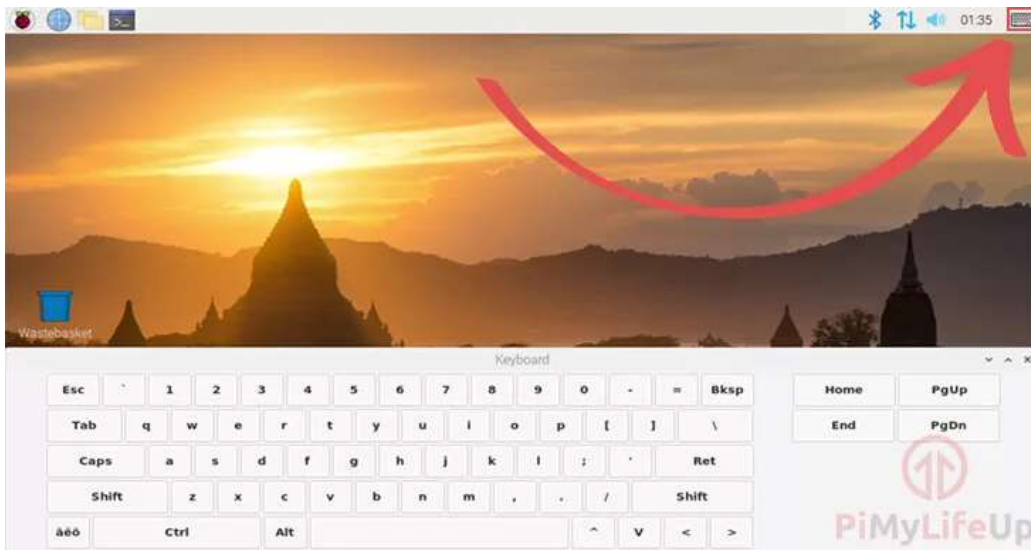 01:35
Wastebasket
Keyboard
Esc ` 1 2 3 4 5 6 7 8 9 0 - = Bksp Home PgUp
Tab q w e r t y u i o p [ ] \ End PgDn
Caps a s d f g h j k l ; ' Ret
Shift z x c v b n m , . / Shift
äëö Ctrl Alt ^ v < >
PiMyLifeUp